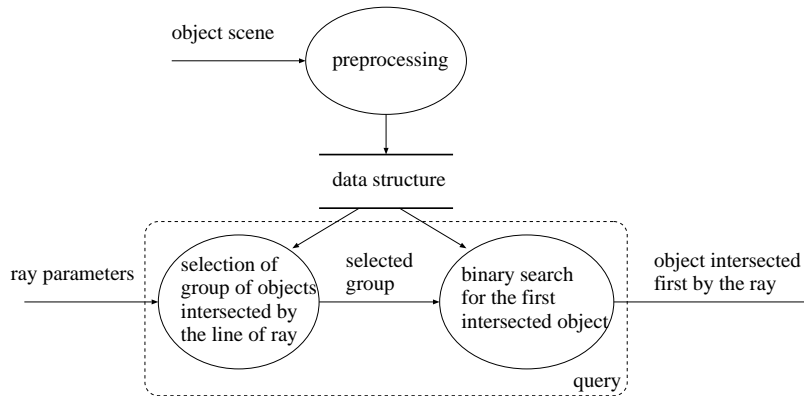 object scene
preprocessing
data structure
ray parameters
selection of
group of objects
intersected by
the line of ray
selected
group
binary search
for the first
intersected object
object intersected
first by the ray
query